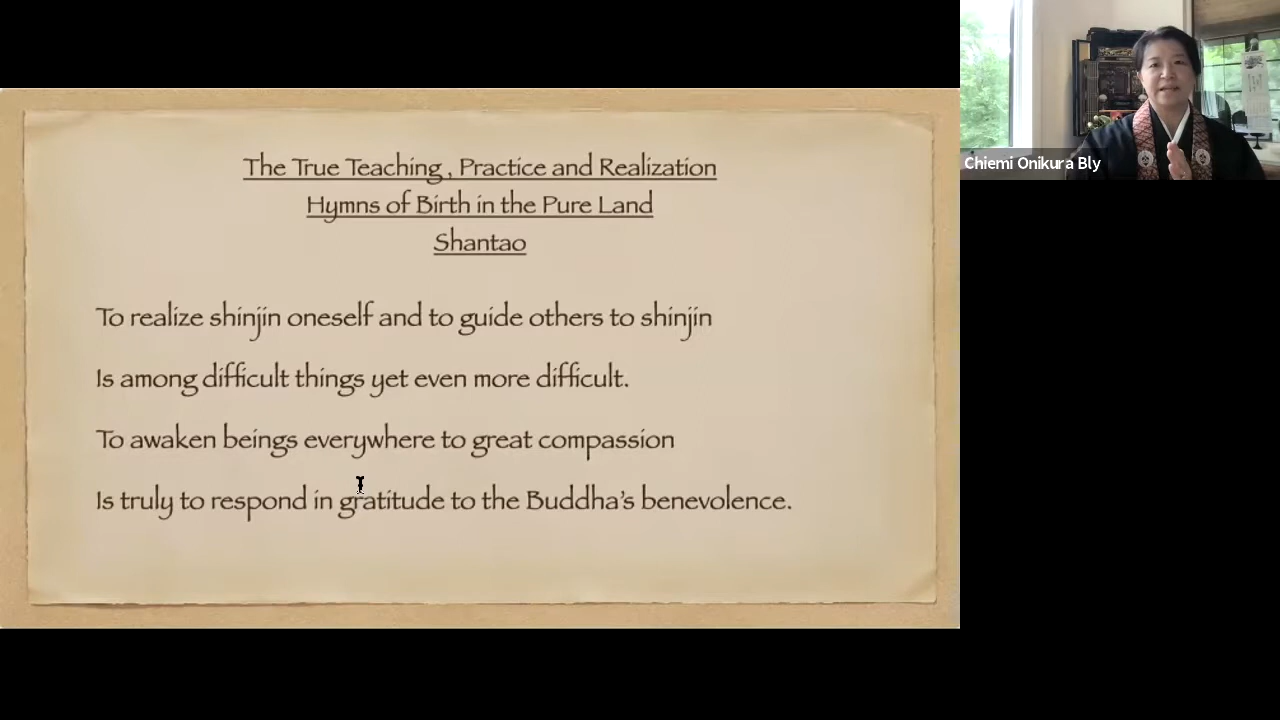 The True Teaching , Practice and Realization
Hymns of Birth in the Pure Land
Shantao
To realize shinjin oneself and to guide others to shinjin
Is among difficult things yet even more difficult.
To awaken beings everywhere to great compassion
Is truly to respond in gratitude to the Buddha’s benevolence.
Chiemi Onikura Bly